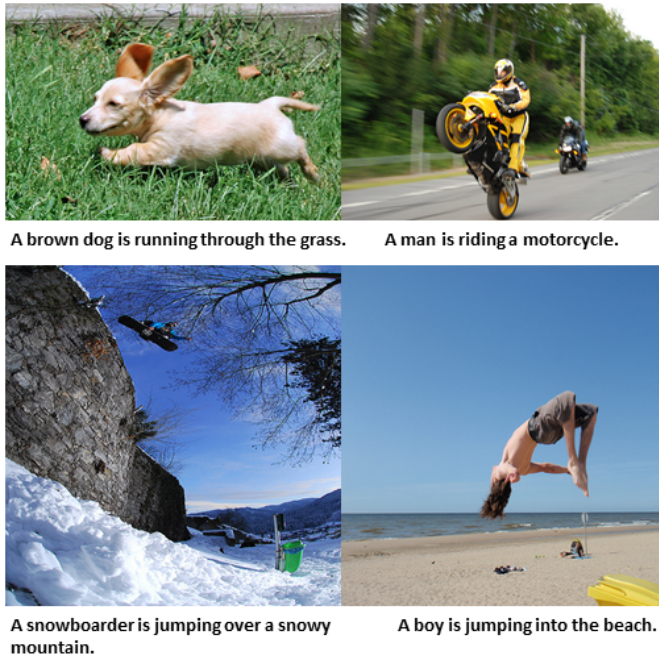 A brown dog is running through the grass.
A man is riding a motorcycle.
A snowboarder is jumping over a snowy
mountain.
A boy is jumping into the beach.